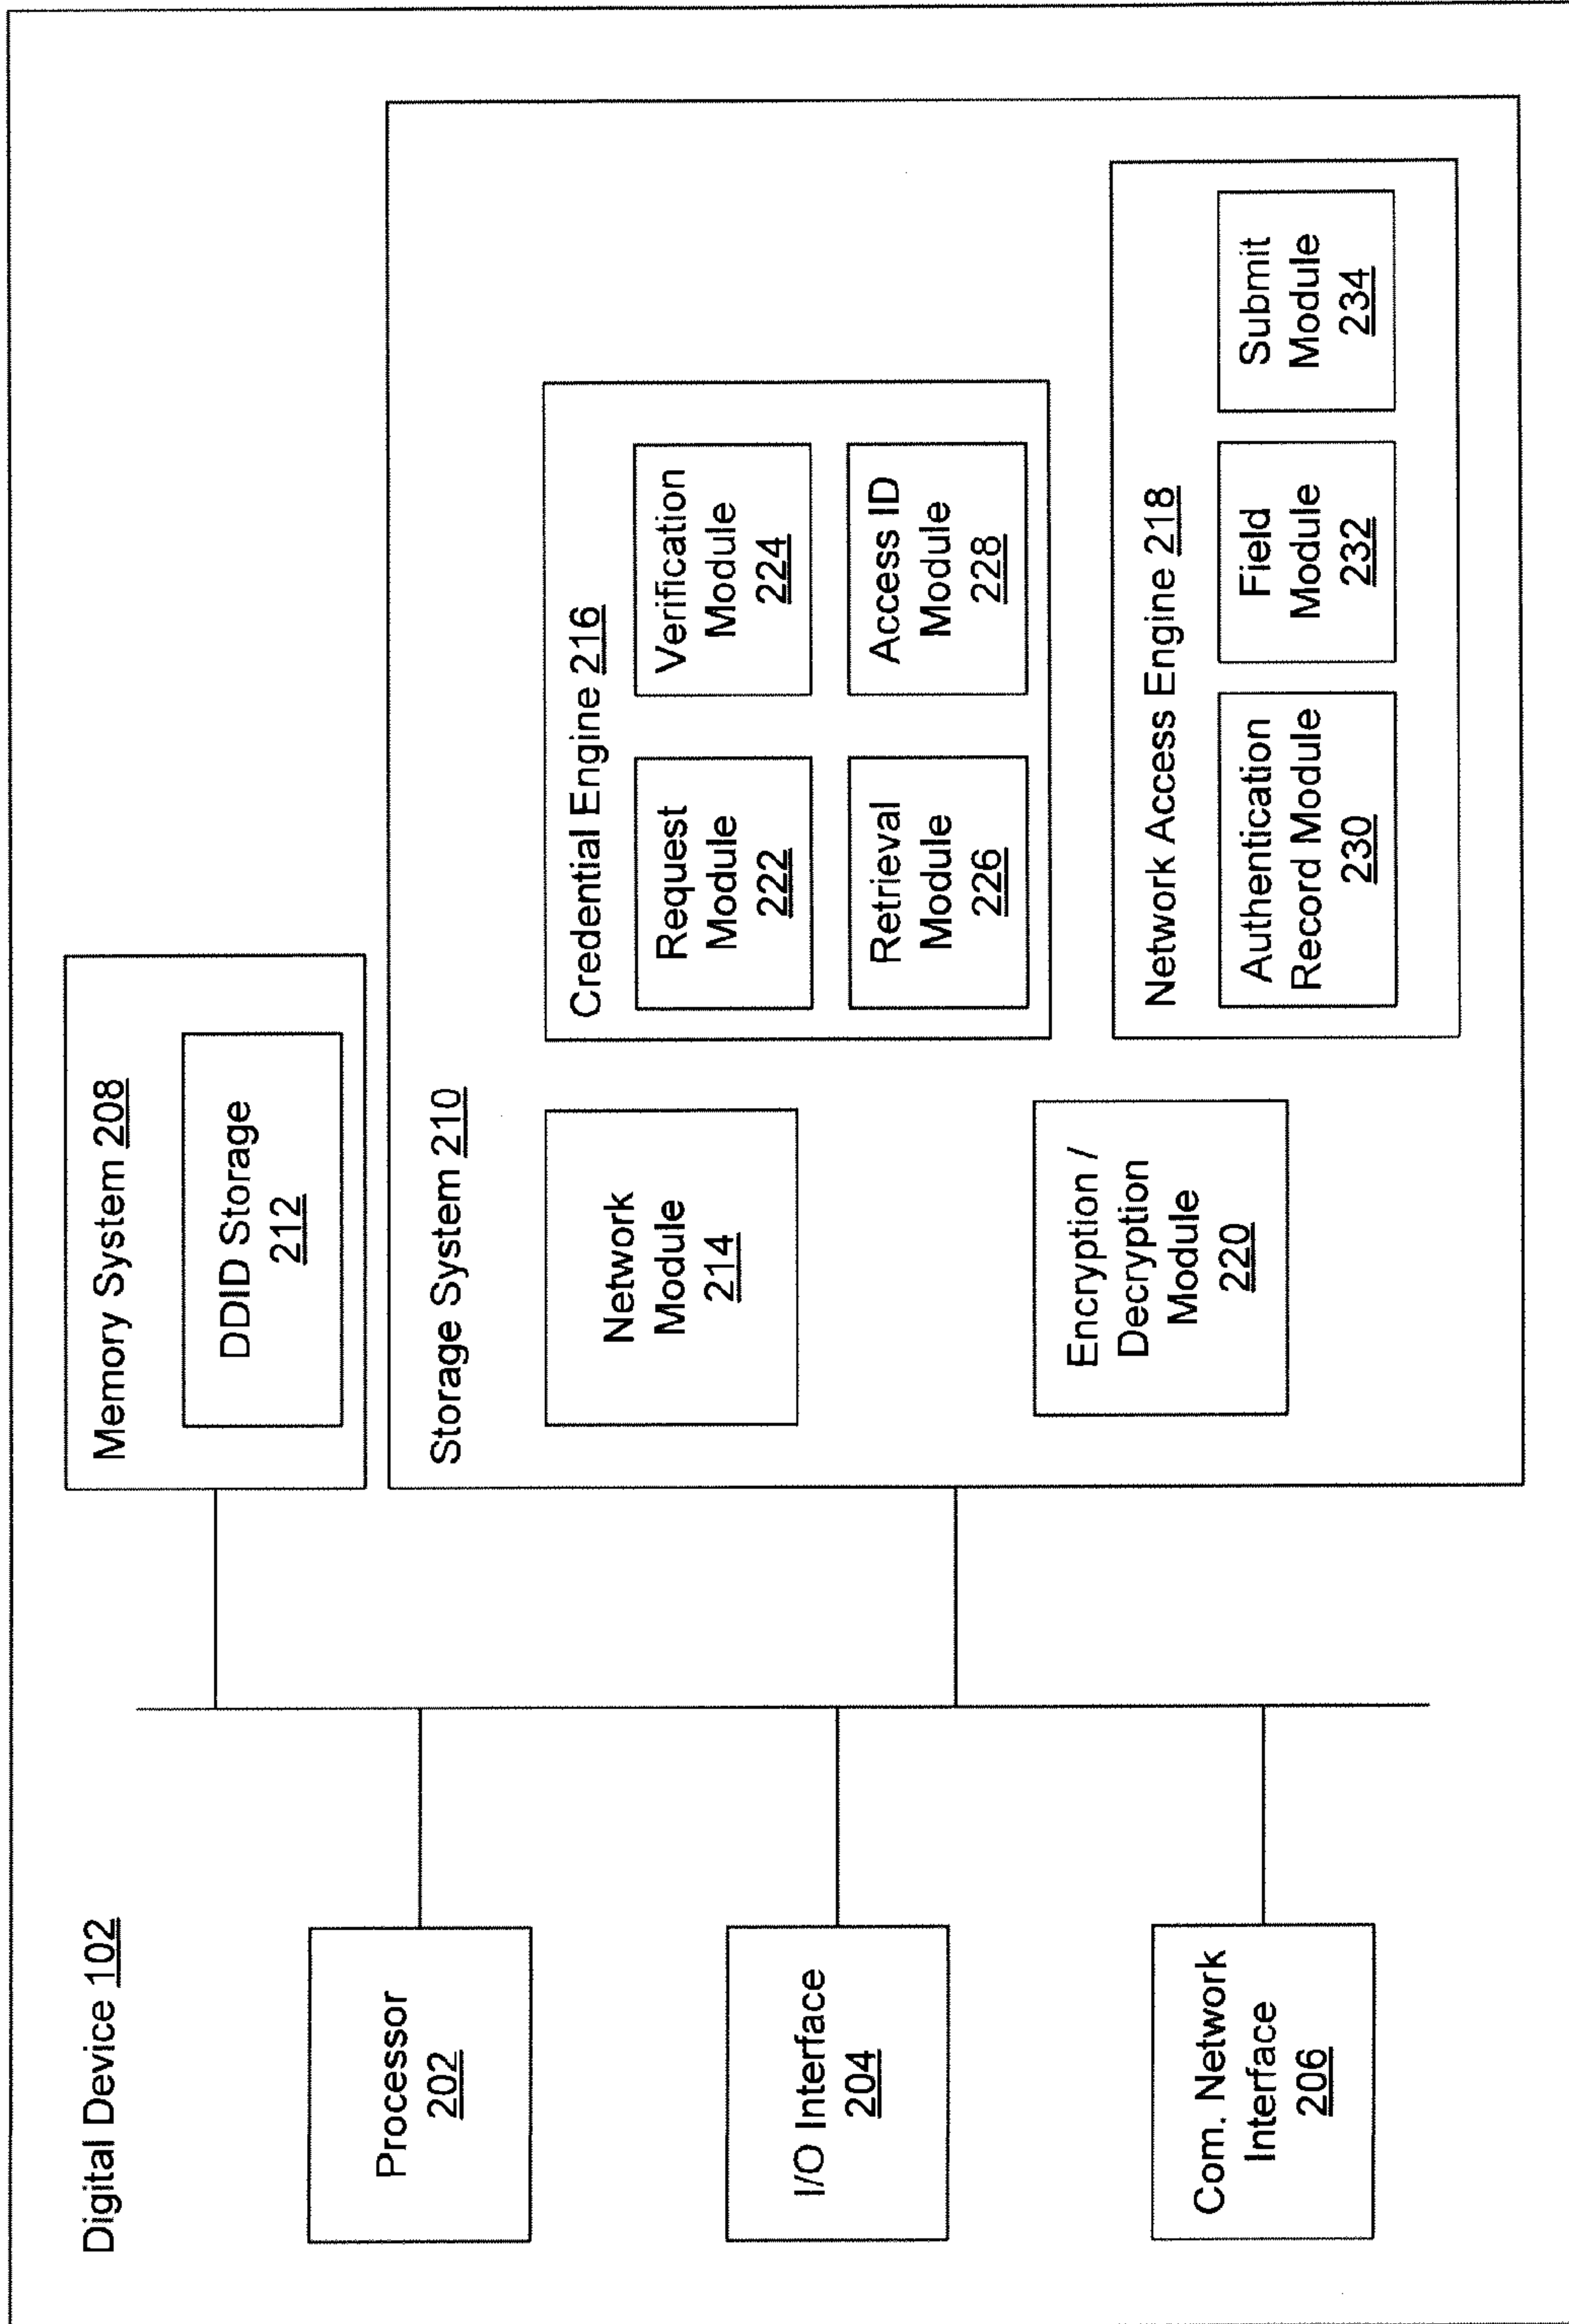 Digital Device 102
Processor
202
I/O Interface
204
Com. Network
Interface
206
Memory System 208
DDID Storage
212
Storage System 210
Network
Module
214
Encryption /
Decryption
Module
220
Credential Engine 216
Request
Module
222
Verification
Module
224
Retrieval
Module
226
Access ID
Module
228
Network Access Engine 218
Authentication
Record Module
230
Field
Module
232
Submit
Module
234